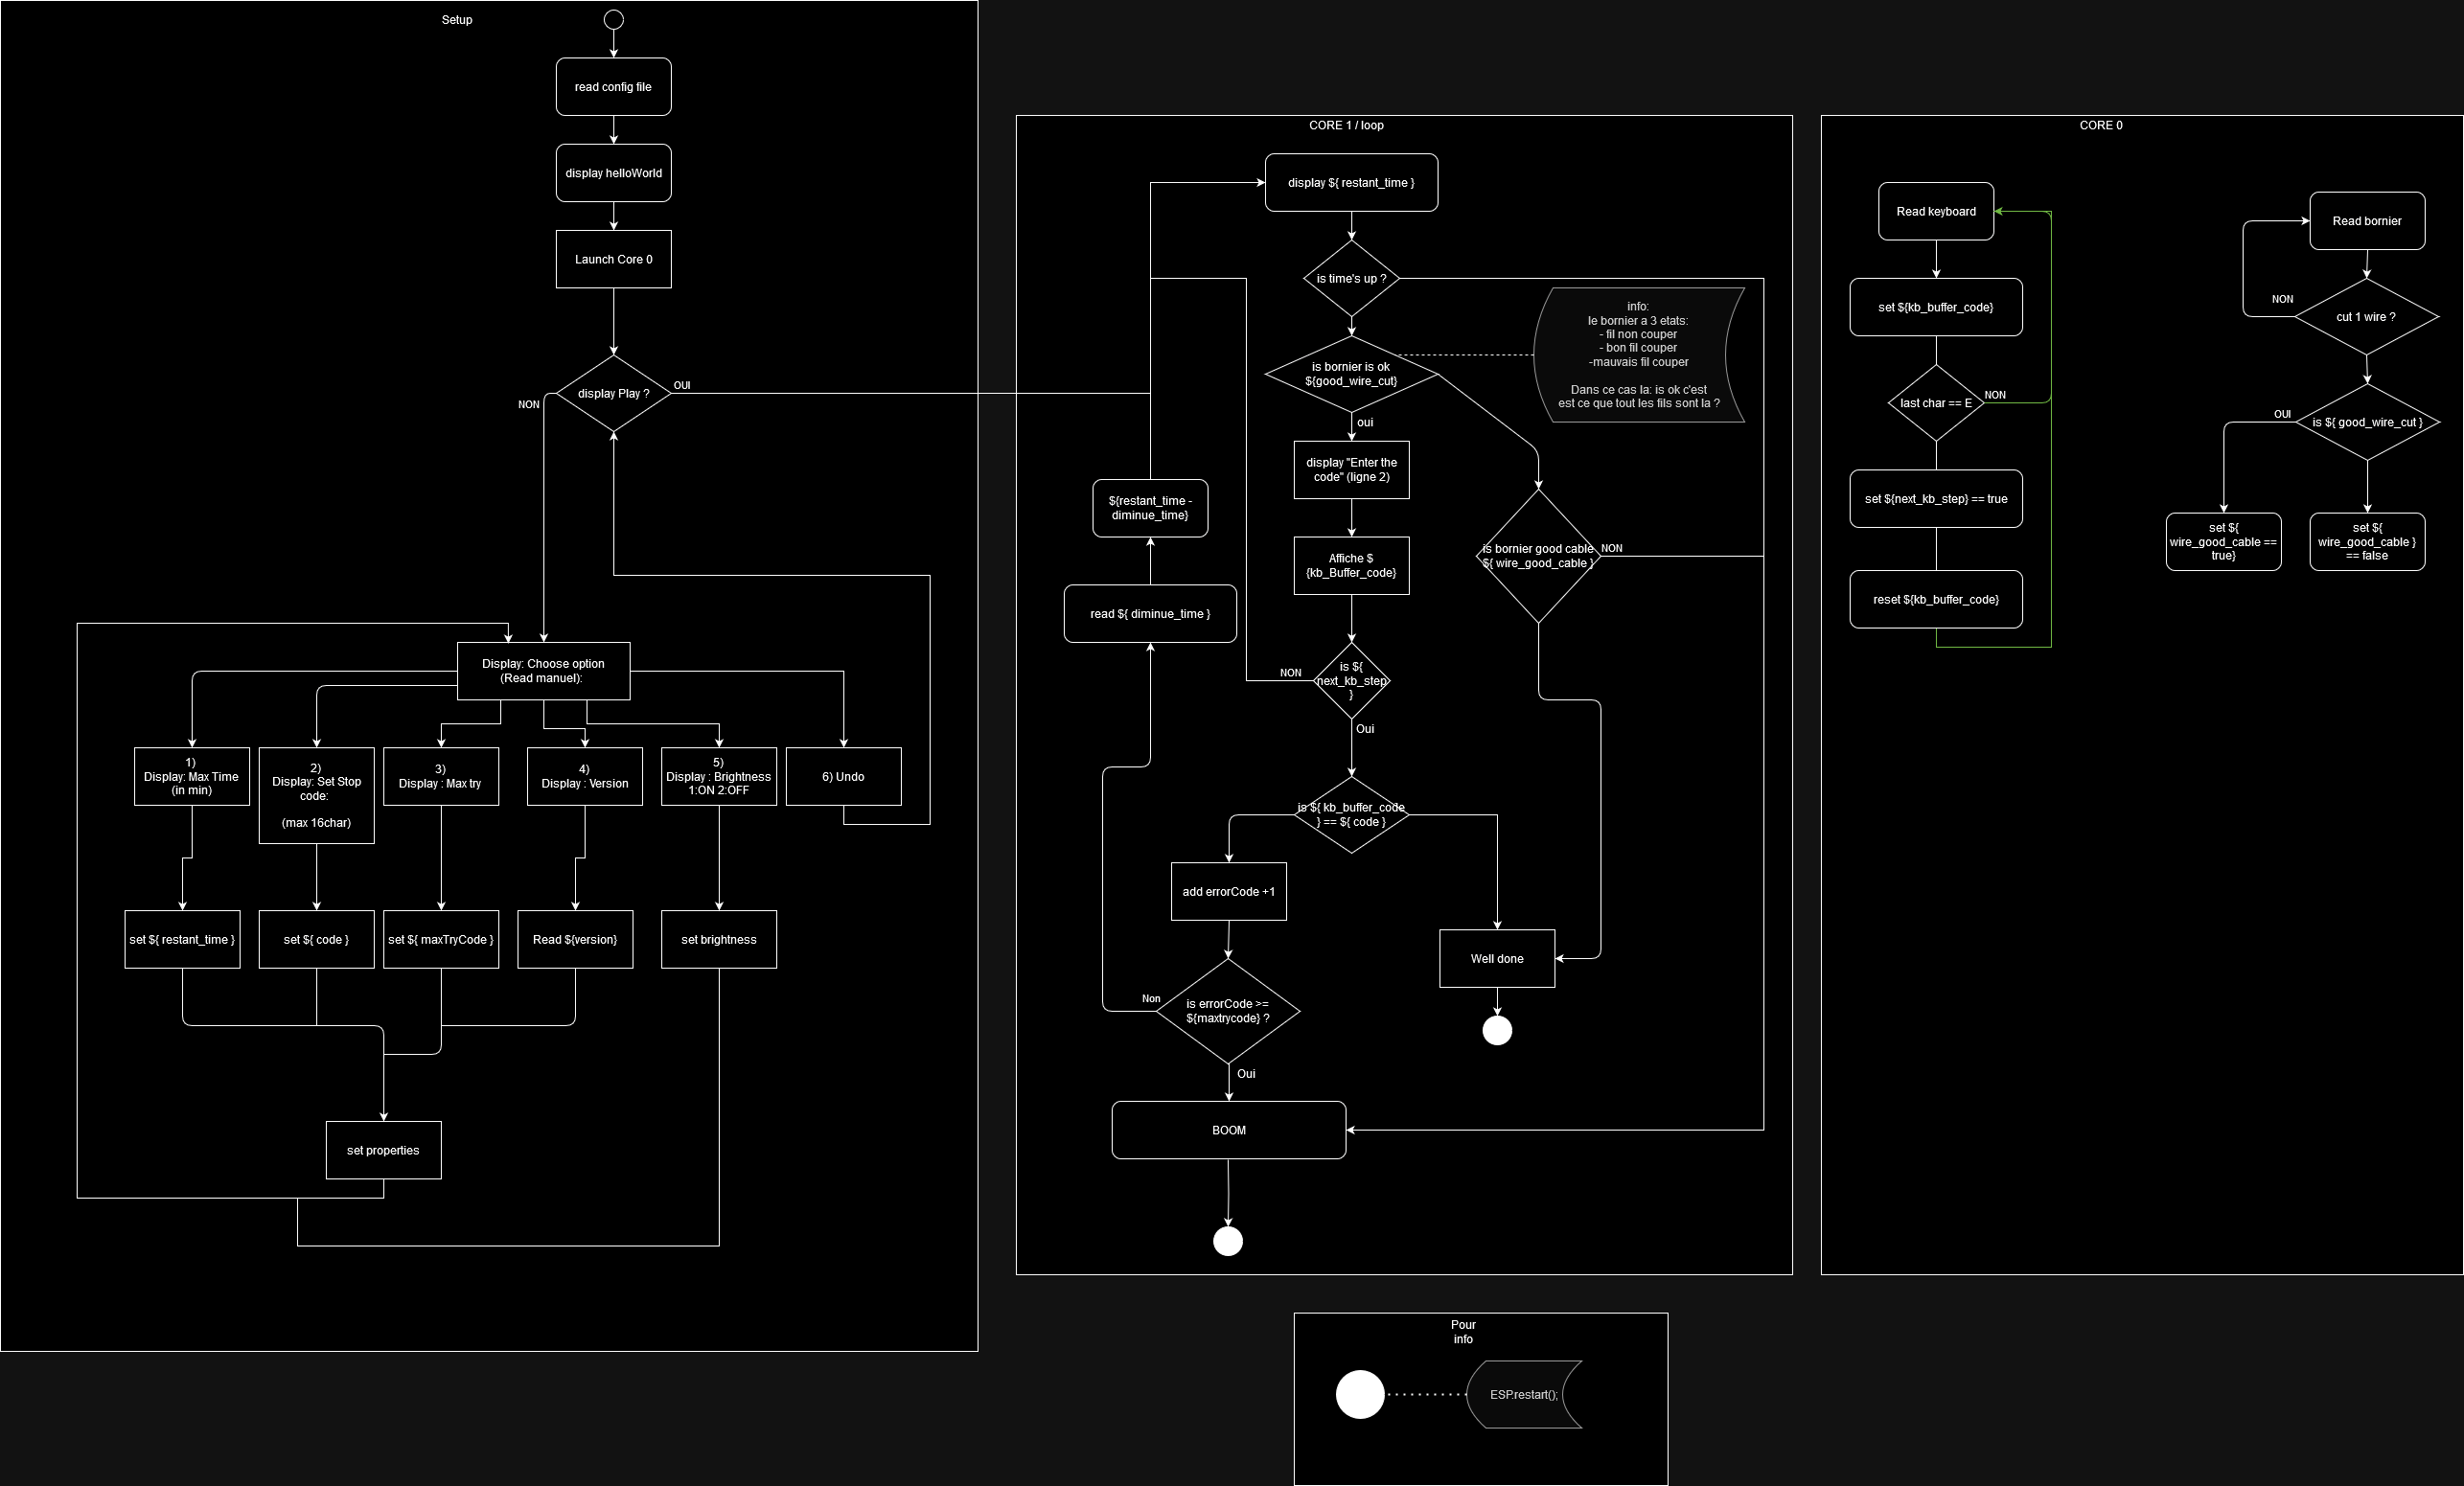 Setup
read config file
display helloWorld
Launch Core 0
display Play ?
OUI
NON
Display: Choose option
(Read manuel):
1)
Display: Max Time
(in min)
2)
Display: Set Stop
code:
(max 16char)
3)
Display : Max try
4)
Display : Version
5)
Display : Brightness
1:ON 2:OFF
6) Undo
set ${ restant_time }
set ${ code }
set ${ maxTryCode }
Read ${version}
set brightness
set properties
CORE 1 / loop
display ${ restant_time }
is time's up ?
info:
le bornier a 3 etats:
- fil non couper
- bon fil couper
-mauvais fil couper
Dans ce cas la: is ok c'est
est ce que tout les fils sont la ?
is bornier is ok
${good_wire_cut}
oui
display "Enter the
code" (ligne 2)
${restant_time -
diminue_time}
Affiche $
{kb_Buffer_code}
is bornier good cable
${ wire_good_cable }
NON
read ${ diminue_time }
is ${
next_kb_step
}
NON
Oui
is ${ kb_buffer_code
} == ${ code }
add errorCode +1
Well done
is errorCode >=
${maxtrycode} ?
Non
Oui
BOOM
CORE 0
Read keyboard
set ${kb_buffer_code}
last char == E
NON
set ${next_kb_step} == true
reset ${kb_buffer_code}
Read bornier
NON
cut 1 wire ?
OUI
is ${ good_wire_cut }
set ${
wire_good_cable ==
true}
set ${
wire_good_cable }
== false
Pour
info
ESP.restart();